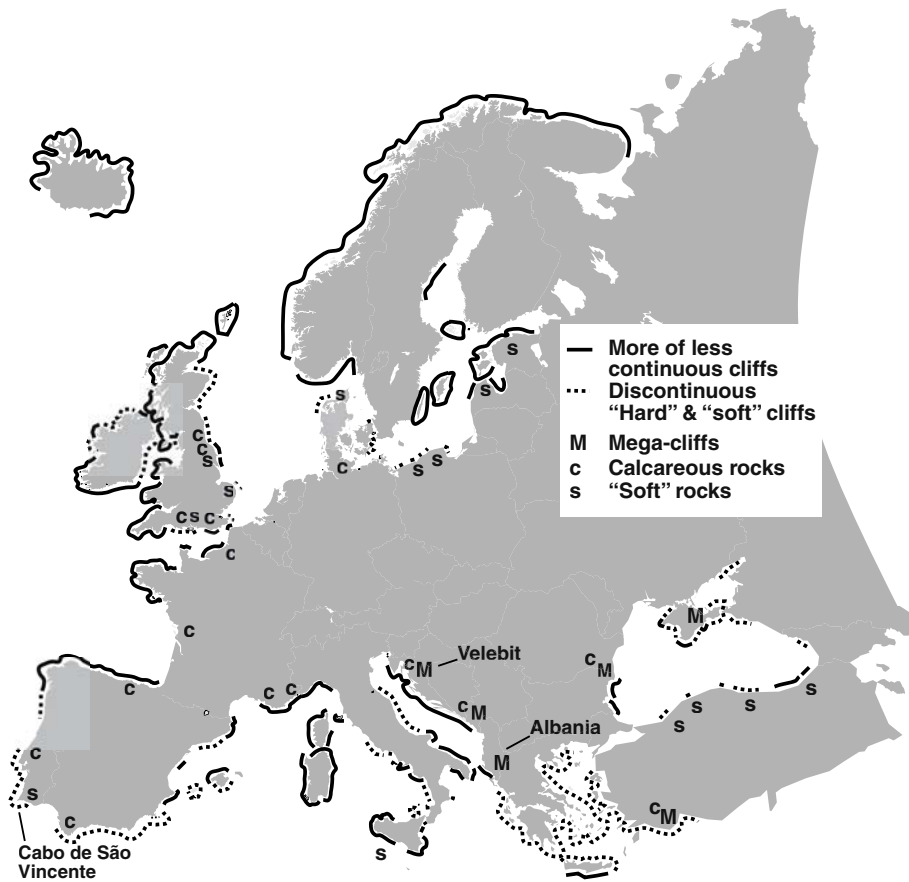 More of less
continuous cliffs
Discontinuous
“Hard” & “soft” cliffs
M Mega-cliffs
c Calcareous rocks
s “Soft” rocks
s
s
s
c
s s
c
c
s
s
c s c
c
c
M
c M Velebit
c M
c c
c
s
s
s
s
c M
Albania
M
c
s
c
c M
s
Cabo de São
Vincente